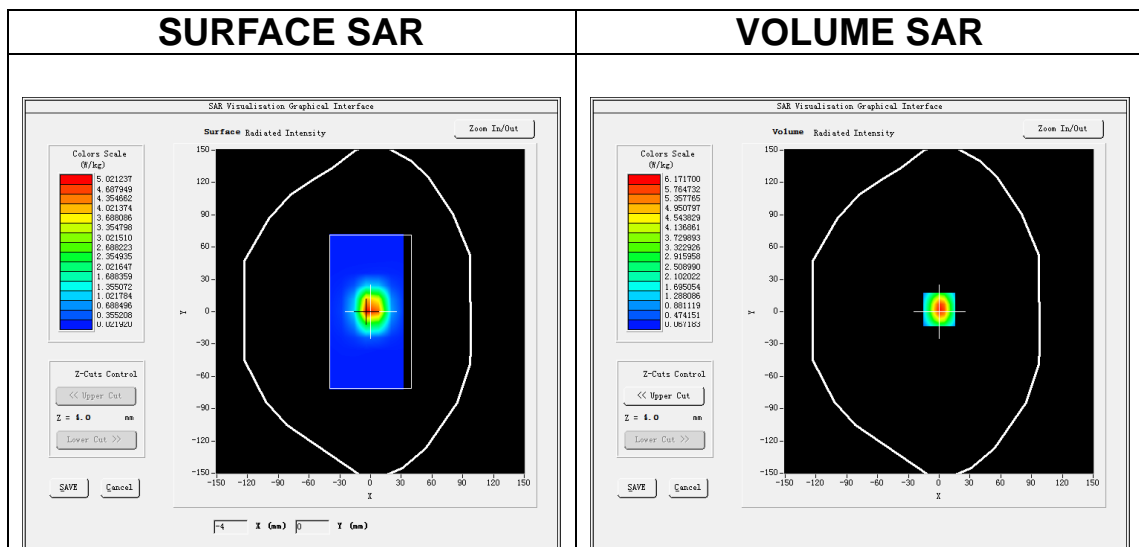 SURFACE SAR
VOLUME SAR
SAR Visualisation Graphical Interface
Surface Radiated Intensity
Zoom In/Out
Colors Scale
(W/kg)
5.021237
4.687949
4.354662
4.021374
3.688086
3.354798
3.021510
2.688223
2.354935
2.021647
1.688359
1.355072
1.021784
0.688496
0.355208
0.021920
150
120
90
60
30
0
-30
-60
-90
-120
-150
Y
-150 -120 -90 -60 -30 0 30 60 90 120 150
X
Z-Cuts Control
<< Upper Cut
Z = 4.0 mm
Lower Cut >>
SAVE Cancel
-4 X (mm) 0 Y (mm)
SAR Visualisation Graphical Interface
Volume Radiated Intensity
Zoom In/Out
Colors Scale
(W/kg)
6.171700
5.764732
5.357765
4.950797
4.543829
4.136861
3.729893
3.322926
2.915958
2.508990
2.102022
1.695054
1.288086
0.881119
0.474151
0.067183
150
120
90
60
30
0
-30
-60
-90
-120
-150
Y
-150 -120 -90 -60 -30 0 30 60 90 120 150
X
Z-Cuts Control
<< Upper Cut
Z = 4.0 mm
Lower Cut >>
SAVE Cancel